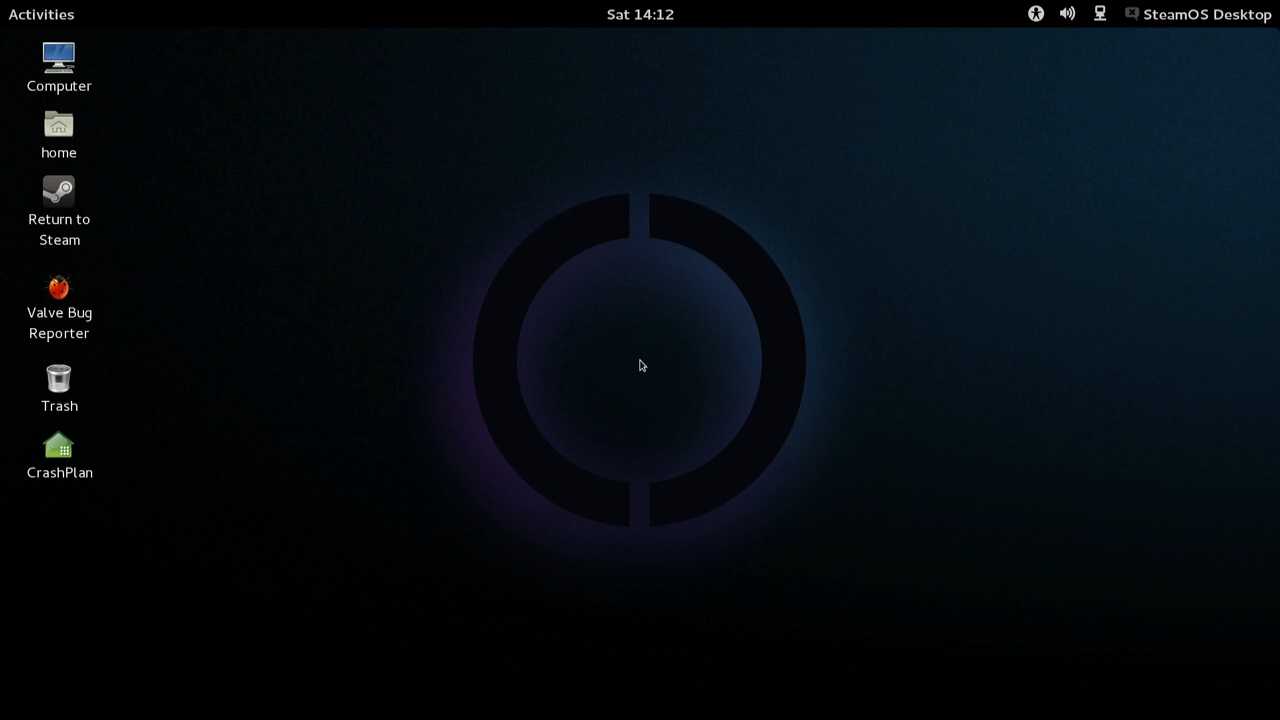 Activities
Sat 14:12
SteamOS Desktop
Computer
home
Return to
Steam
Valve Bug
Reporter
Trash
CrashPlan